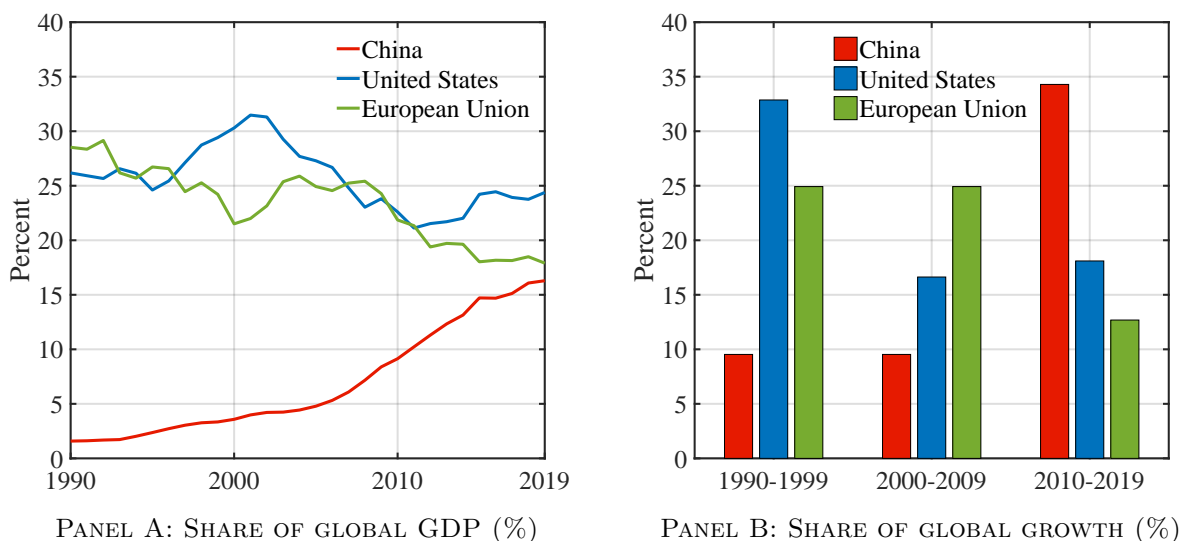 40
35
30
25
20
15
10
5
0
Percent
China
United States
European Union
1990
2000
2010
2019
PANEL A: SHARE OF GLOBAL GDP (%)
40
35
30
25
20
15
10
5
0
Percent
China
United States
European Union
1990-1999
2000-2009
2010-2019
PANEL B: SHARE OF GLOBAL GROWTH (%)